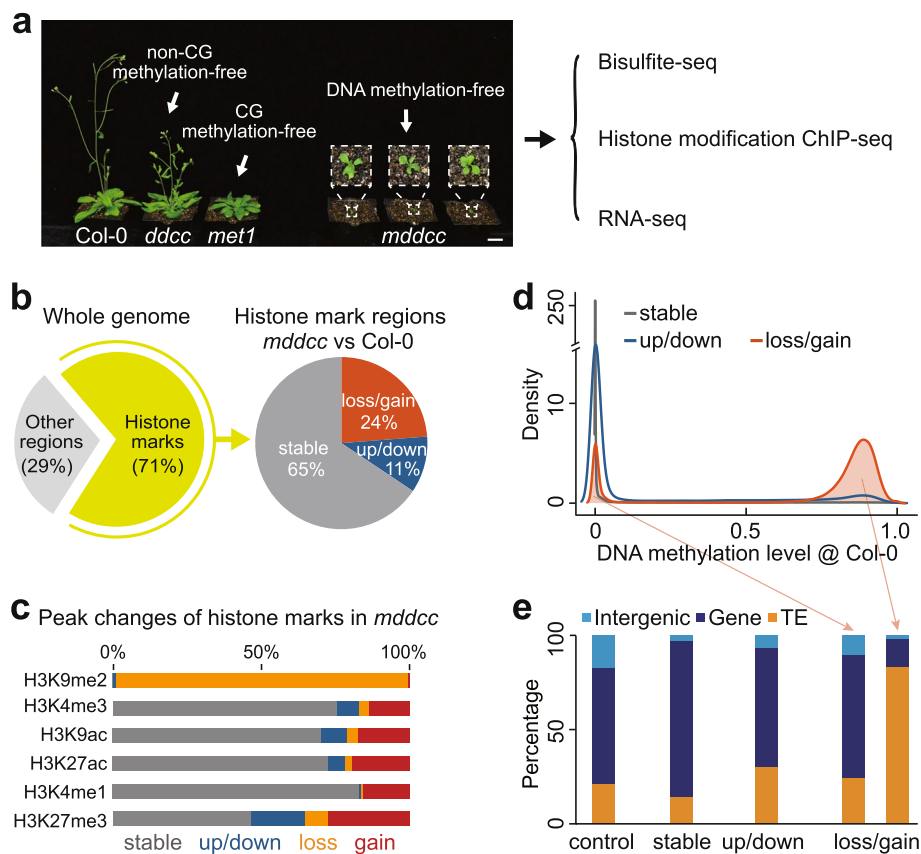 a
non-CG
methylation-free
CG
methylation-free
DNA methylation-free
Col-0 ddcc met1 mddcc
Bisulfite-seq
Histone modification ChIP-seq
RNA-seq
b
Whole genome
Other
regions
(29%)
Histone
marks
(71%)
Histone mark regions
mddcc vs Col-0
loss/gain
24%
up/down
11%
stable
65%
c Peak changes of histone marks in mddcc
0% 50% 100%
H3K9me2
H3K4me3
H3K9ac
H3K27ac
H3K4me1
H3K27me3
stable up/down loss gain
d
stable
up/down loss/gain
Density
250
10
0
0 0.5 1.0
DNA methylation level @ Col-0
e
Intergenic Gene TE
Percentage
100
50
0
control stable up/down loss/gain